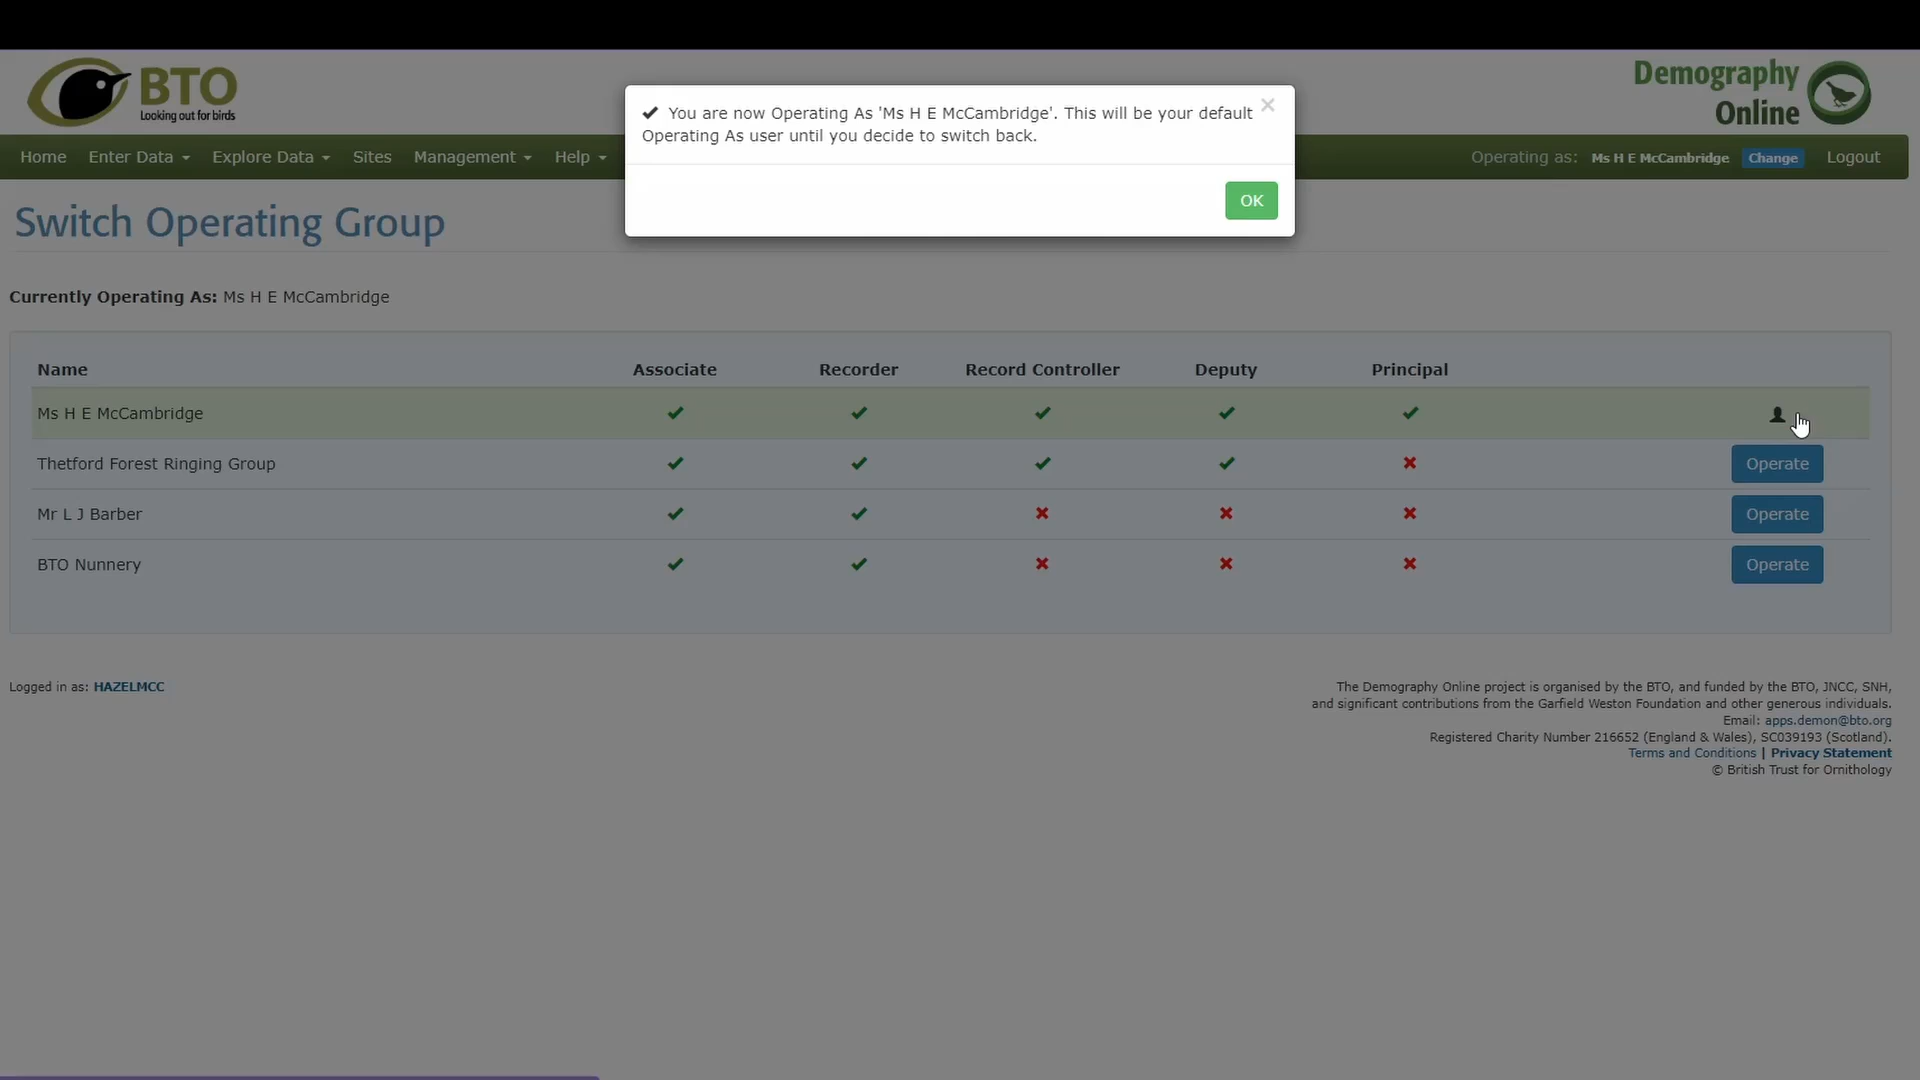 BTO
Looking out for birds
Demography
Online
✔ You are now Operating As 'Ms H E McCambridge'. This will be your default
Operating As user until you decide to switch back.
×
OK
Home Enter Data Explore Data Sites Management Help Operating as: Ms H E McCambridge Change Logout
Switch Operating Group
Currently Operating As: Ms H E McCambridge
Name Associate Recorder Record Controller Deputy Principal
Ms H E McCambridge ✔ ✔ ✔ ✔ ✔
Thetford Forest Ringing Group ✔ ✔ ✔ ✔ ✖ Operate
Mr L J Barber ✔ ✔ ✖ ✖ ✖ Operate
BTO Nunnery ✔ ✔ ✖ ✖ ✖ Operate
Logged in as: HAZELMCC
The Demography Online project is organised by the BTO, and funded by the BTO, JNCC, SNH,
and significant contributions from the Garfield Weston Foundation and other generous individuals.
Email: apps.demon@bto.org
Registered Charity Number 216652 (England & Wales), SC039193 (Scotland).
Terms and Conditions | Privacy Statement
© British Trust for Ornithology